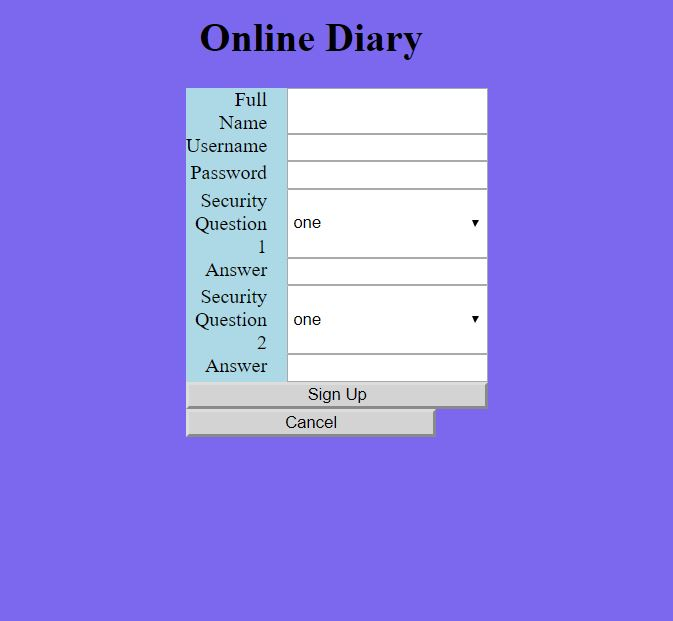 Online Diary
Full
Name
Username
Password
Security
Question
1
one
Answer
Security
Question
2
one
Answer
Sign Up
Cancel